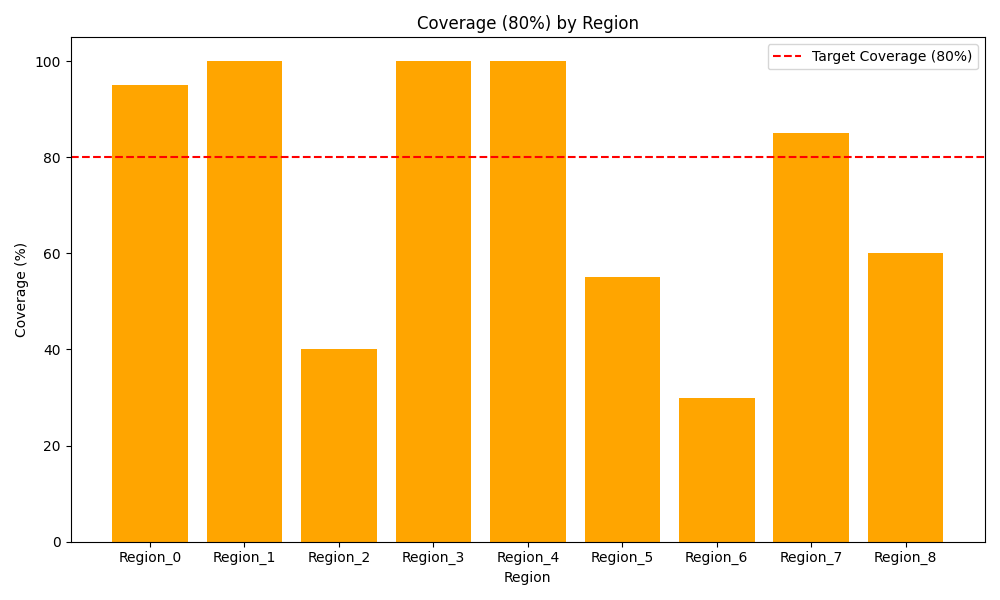 Coverage (80%) by Region
Target Coverage (80%)
Coverage (%)
100
80
60
40
20
0
Region_0 Region_1 Region_2 Region_3 Region_4 Region_5 Region_6 Region_7 Region_8
Region